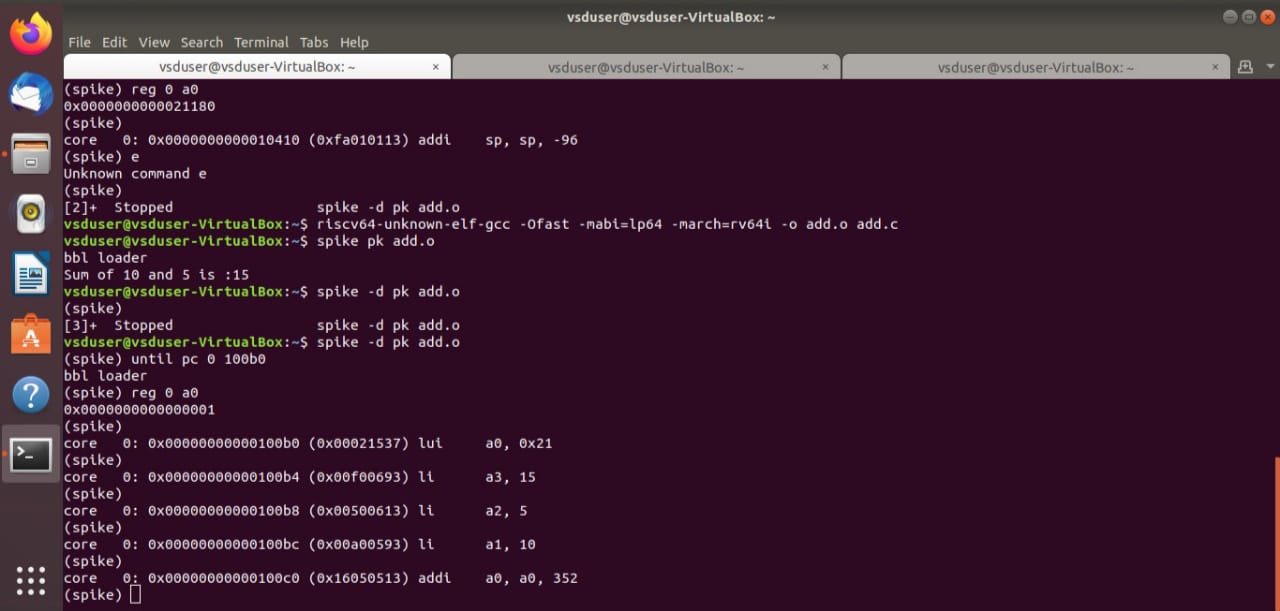 vsduser@vsduser-VirtualBox: ~
File Edit View Search Terminal Tabs Help
vsduser@vsduser-VirtualBox: ~ × vsduser@vsduser-VirtualBox: ~ × vsduser@vsduser-VirtualBox: ~ ×
(spike) reg 0 a0
0x0000000000021180
(spike)
core   0: 0x0000000000010410 (0xfa010113) addi    sp, sp, -96
(spike) e
Unknown command e
(spike)
[2]+  Stopped                 spike -d pk add.o
vsduser@vsduser-VirtualBox:~$ riscv64-unknown-elf-gcc -Ofast -mabi=lp64 -march=rv64i -o add.o add.c
vsduser@vsduser-VirtualBox:~$ spike pk add.o
bbl loader
Sum of 10 and 5 is :15
vsduser@vsduser-VirtualBox:~$ spike -d pk add.o
(spike)
[3]+  Stopped                 spike -d pk add.o
vsduser@vsduser-VirtualBox:~$ spike -d pk add.o
(spike) until pc 0 100b0
bbl loader
(spike) reg 0 a0
0x0000000000000001
(spike)
core   0: 0x00000000000100b0 (0x00021537) lui     a0, 0x21
(spike)
core   0: 0x00000000000100b4 (0x00f00693) li      a3, 15
(spike)
core   0: 0x00000000000100b8 (0x00500613) li      a2, 5
(spike)
core   0: 0x00000000000100bc (0x00a00593) li      a1, 10
(spike)
core   0: 0x00000000000100c0 (0x16050513) addi    a0, a0, 352
(spike)